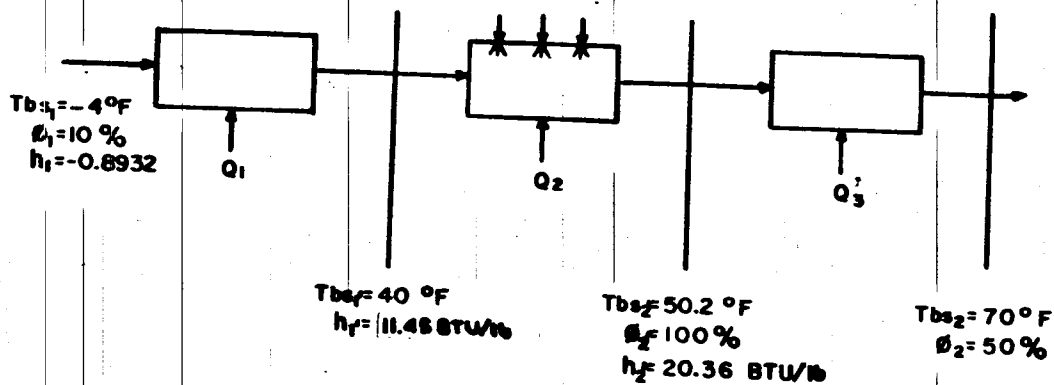 Tbs₁=-4°F
Ø₁=10 %
h₁=-0.8932
Q₁
Q₂
Q₃'
Tbs₁'=40 °F
h₁'=11.46 BTU/lb
Tbs₂'=50.2 °F
Ø₂'=100 %
h₂'=20.36 BTU/lb
Tbs₂=70°F
Ø₂=50%